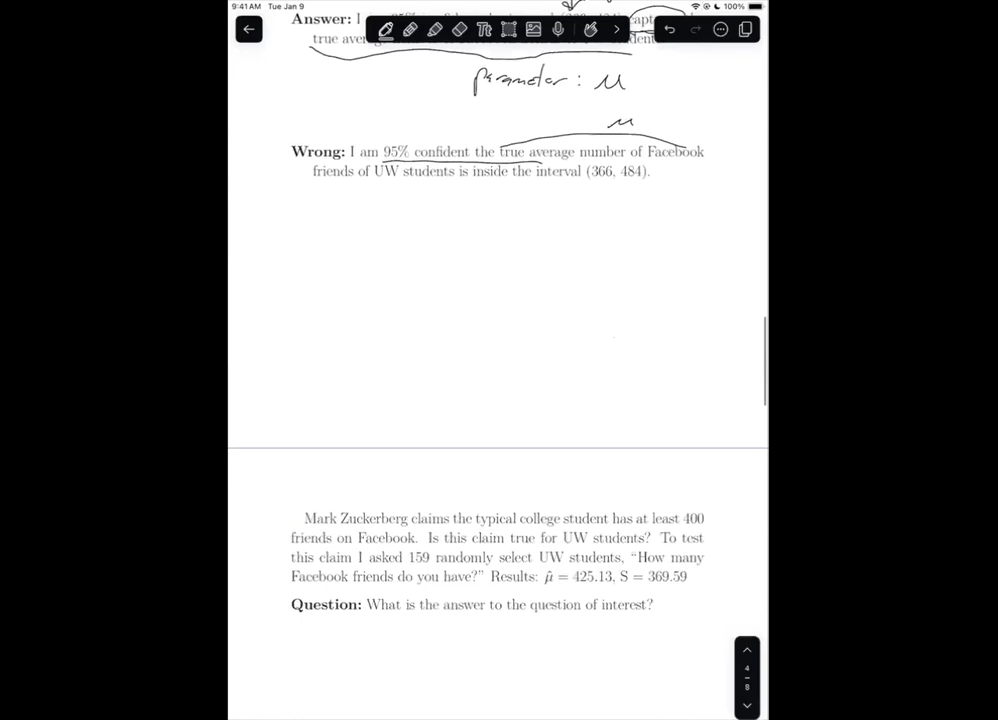 9:41 AM Tue Jan 9
100%
Answer: I
true aver
parameter : μ
μ
Wrong: I am 95% confident the true average number of Facebook
friends of UW students is inside the interval (366, 484).
Mark Zuckerberg claims the typical college student has at least 400
friends on Facebook. Is this claim true for UW students? To test
this claim I asked 159 randomly select UW students, “How many
Facebook friends do you have?” Results: μ̂ = 425.13, S = 369.59
Question: What is the answer to the question of interest?
4
8